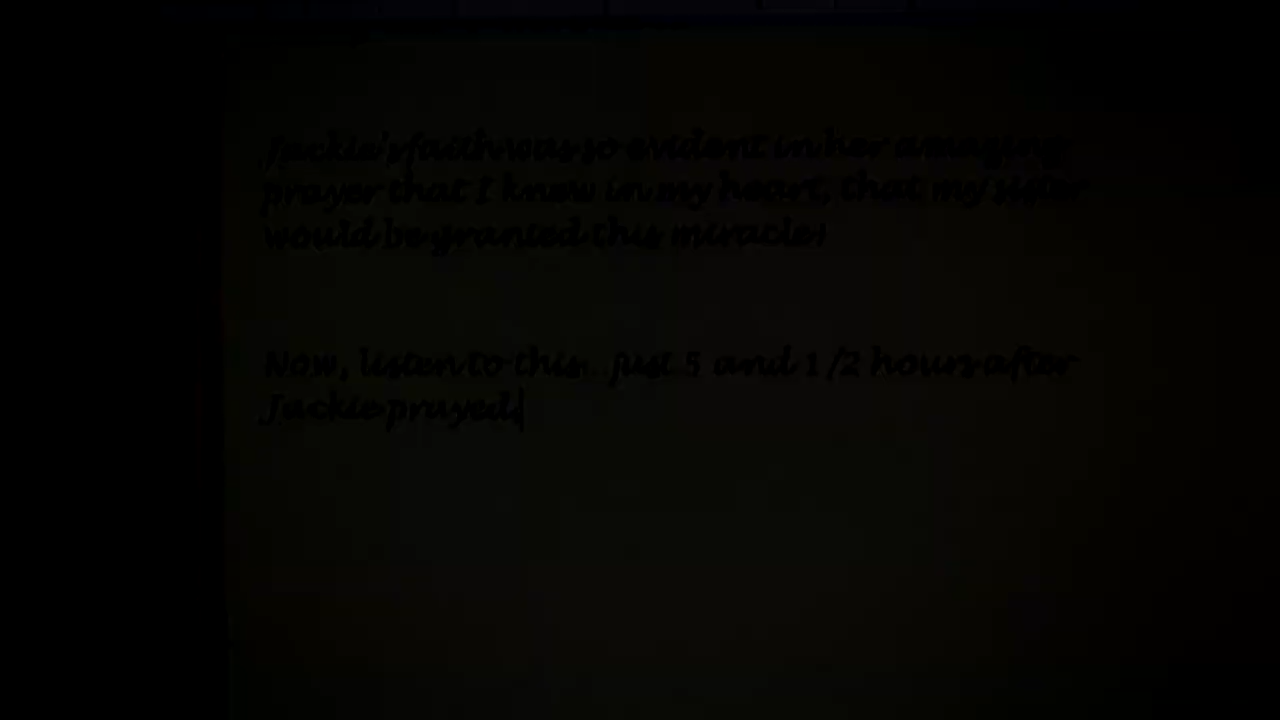 Jackie's faith was so evident in her amazing
prayer that I knew in my heart, that my sister
would be granted this miracle!
Now, listen to this. Just 5 and 1/2 hours after
Jackie prayed,